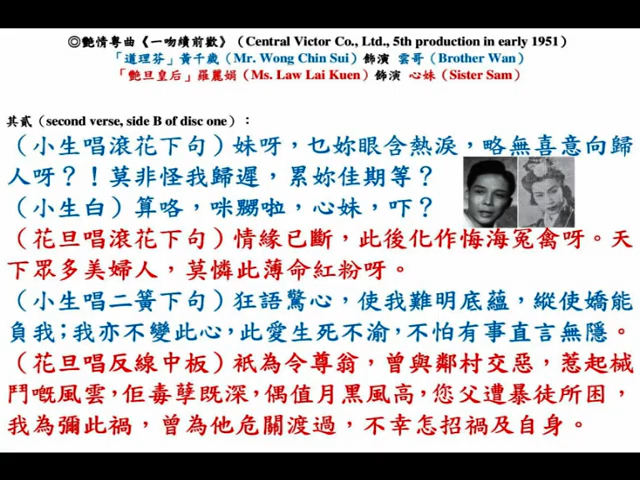 ◎艷情粵曲《一吻續前歡》（Central Victor Co., Ltd., 5th production in early 1951）
「道理芬」黃千歲（Mr. Wong Chin Sui）飾演 雲哥（Brother Wan）
「艷旦皇后」羅麗娟（Ms. Law Lai Kuen）飾演 心妹（Sister Sam）
其貳（second verse, side B of disc one）：
（小生唱滾花下句）妹呀，乜妳眼含熱淚，略無喜意向歸
人呀？！莫非怪我歸遲，累妳佳期等？
（小生白）算咯，咪嬲啦，心妹，吓？
（花旦唱滾花下句）情緣已斷，此後化作悔海冤禽呀。天
下眾多美婦人，莫憐此薄命紅粉呀。
（小生唱二簧下句）狂語驚心，使我難明底蘊，縱使嬌能
負我；我亦不變此心，此愛生死不渝，不怕有事直言無隱。
（花旦唱反線中板）祇為令尊翁，曾與鄰村交惡，惹起械
鬥嘅風雲，佢毒孽既深，偶值月黑風高，您父遭暴徒所困，
我為彌此禍，曾為他危關渡過，不幸怎招禍及自身。